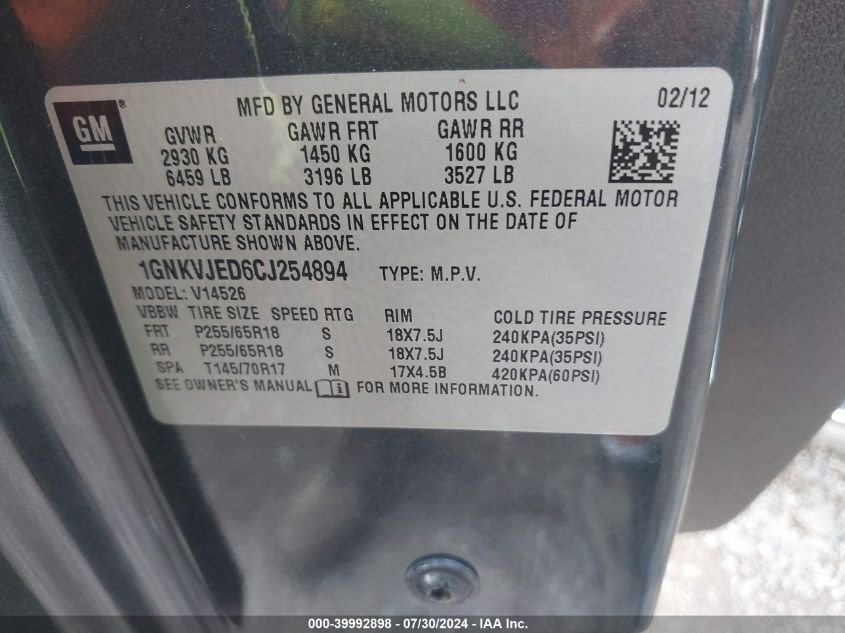 GM
MFD BY GENERAL MOTORS LLC 02/12
GVWR GAWR FRT GAWR RR
2930 KG 1450 KG 1600 KG
6459 LB 3196 LB 3527 LB
THIS VEHICLE CONFORMS TO ALL APPLICABLE U.S. FEDERAL MOTOR
VEHICLE SAFETY STANDARDS IN EFFECT ON THE DATE OF
MANUFACTURE SHOWN ABOVE.
1GNKVJED6CJ254894 TYPE: M.P.V.
MODEL: V14526
VBBW TIRE SIZE SPEED RTG RIM COLD TIRE PRESSURE
FRT P255/65R18 S 18X7.5J 240KPA(35PSI)
RR P255/65R18 S 18X7.5J 240KPA(35PSI)
SPA T145/70R17 M 17X4.5B 420KPA(60PSI)
SEE OWNER'S MANUAL FOR MORE INFORMATION.
000-39992898 - 07/30/2024 - IAA Inc.